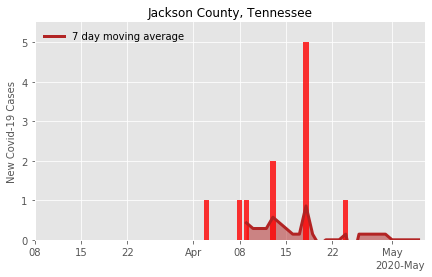 Jackson County, Tennessee
7 day moving average
New Covid-19 Cases
5
4
3
2
1
0
08 15 22 Apr 08 15 22 May
2020-May